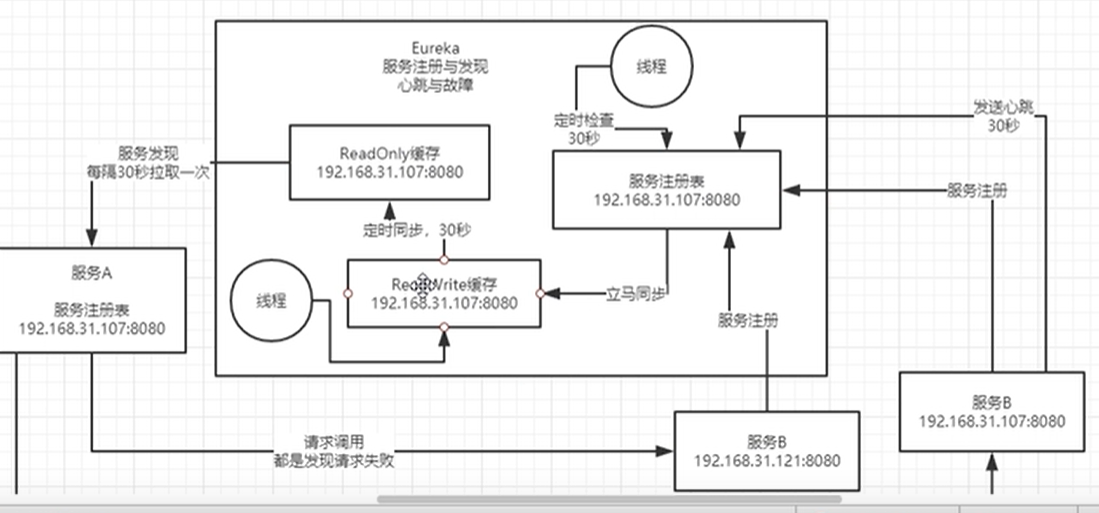 Eureka
服务注册与发现
心跳与故障
线程
定时检查
30秒
发送心跳
30秒
ReadOnly缓存
192.168.31.107:8080
服务发现
每隔30秒拉取一次
服务注册表
192.168.31.107:8080
服务注册
定时同步，30秒
服务A
服务注册表
192.168.31.107:8080
线程
ReadWrite缓存
192.168.31.107:8080
立马同步
服务注册
服务B
192.168.31.107:8080
请求调用
都是发现请求失败
服务B
192.168.31.121:8080